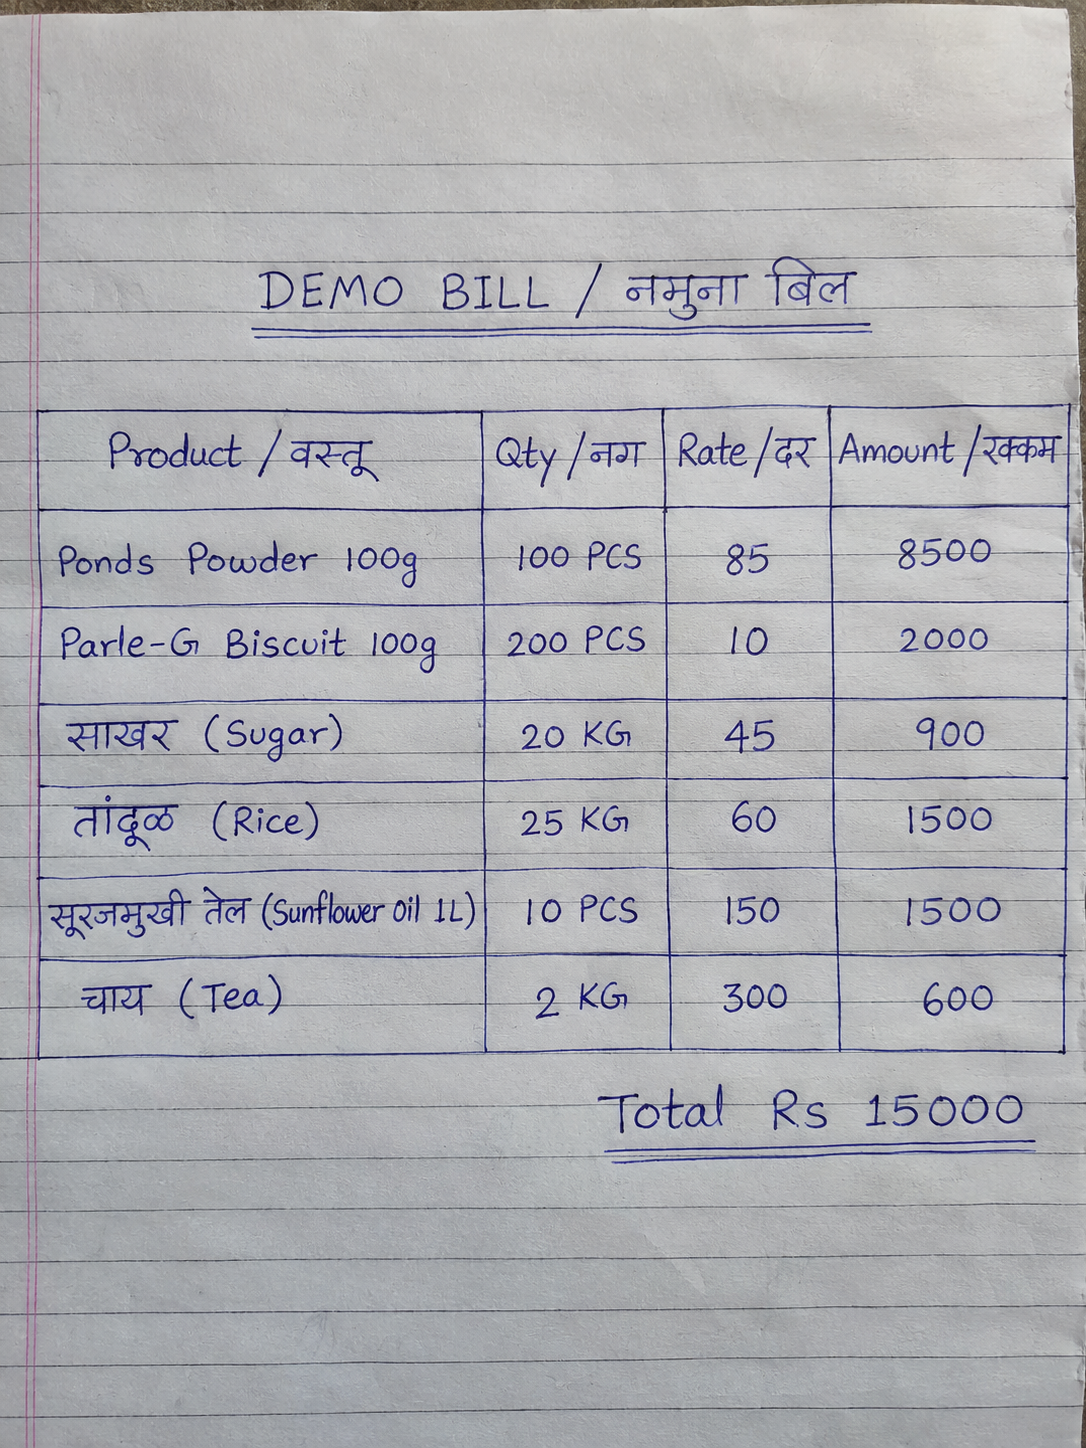 DEMO BILL / नमुना बिल
Product / वस्तू Qty / नग Rate / दर Amount / रक्कम
Ponds Powder 100g 100 PCS 85 8500
Parle-G Biscuit 100g 200 PCS 10 2000
साखर (Sugar) 20 KG 45 900
तांदूळ (Rice) 25 KG 60 1500
सूरजमुखी तेल (Sunflower Oil 1L) 10 PCS 150 1500
चाय (Tea) 2 KG 300 600
Total Rs 15000